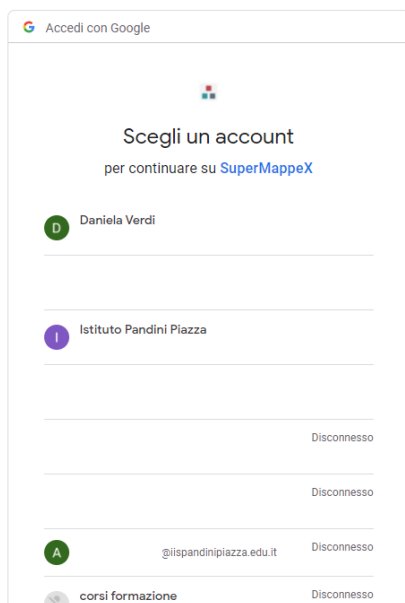 Accedi con Google
Scegli un account
per continuare su SuperMappeX
D
Daniela Verdi
I
Istituto Pandini Piazza
Disconnesso
Disconnesso
A
@iispandinipiazza.edu.it
Disconnesso
corsi formazione
Disconnesso